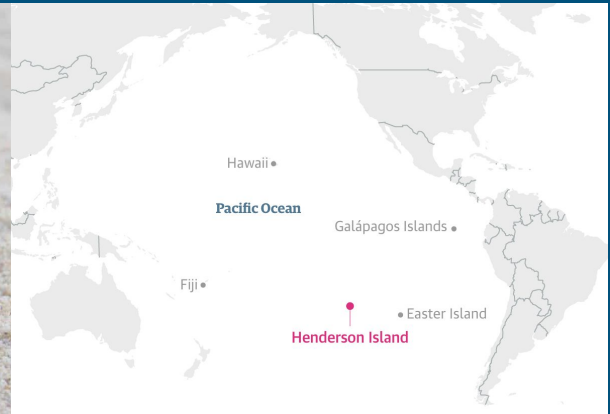 Hawaii
Pacific Ocean
Galápagos Islands
Fiji
Easter Island
Henderson Island